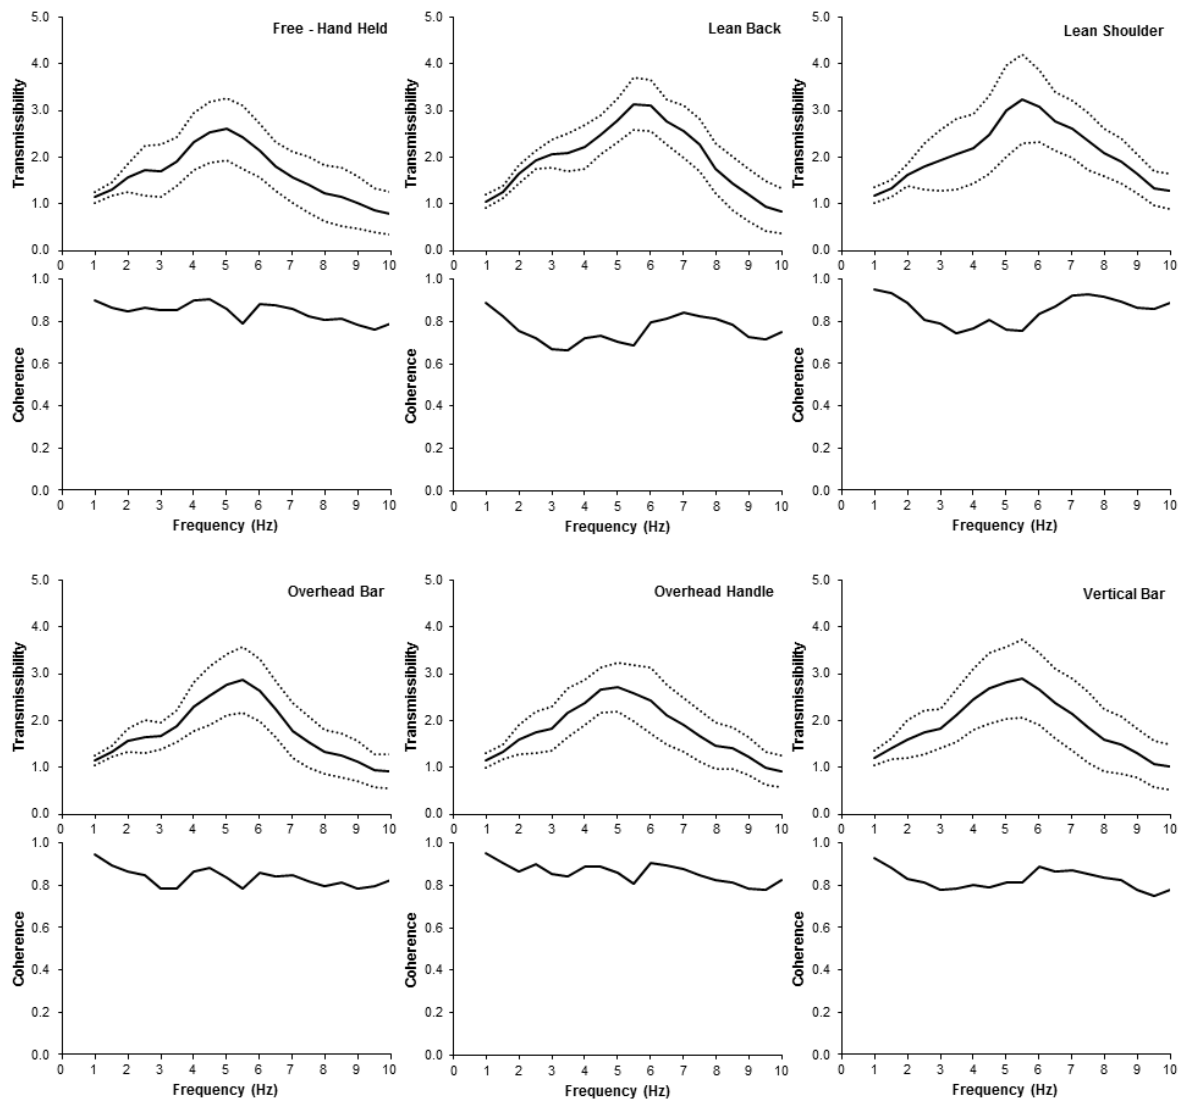 5.0 4.0 3.0 2.0 1.0 0.0
Transmissibility
Free - Hand Held
0 1 2 3 4 5 6 7 8 9 10
5.0 4.0 3.0 2.0 1.0 0.0
Transmissibility
Lean Back
0 1 2 3 4 5 6 7 8 9 10
5.0 4.0 3.0 2.0 1.0 0.0
Transmissibility
Lean Shoulder
0 1 2 3 4 5 6 7 8 9 10
1.0 0.8 0.6 0.4 0.2 0.0
Coherence
0 1 2 3 4 5 6 7 8 9 10
Frequency (Hz)
1.0 0.8 0.6 0.4 0.2 0.0
Coherence
0 1 2 3 4 5 6 7 8 9 10
Frequency (Hz)
1.0 0.8 0.6 0.4 0.2 0.0
Coherence
0 1 2 3 4 5 6 7 8 9 10
Frequency (Hz)
5.0 4.0 3.0 2.0 1.0 0.0
Transmissibility
Overhead Bar
0 1 2 3 4 5 6 7 8 9 10
5.0 4.0 3.0 2.0 1.0 0.0
Transmissibility
Overhead Handle
0 1 2 3 4 5 6 7 8 9 10
5.0 4.0 3.0 2.0 1.0 0.0
Transmissibility
Vertical Bar
0 1 2 3 4 5 6 7 8 9 10
1.0 0.8 0.6 0.4 0.2 0.0
Coherence
0 1 2 3 4 5 6 7 8 9 10
Frequency (Hz)
1.0 0.8 0.6 0.4 0.2 0.0
Coherence
0 1 2 3 4 5 6 7 8 9 10
Frequency (Hz)
1.0 0.8 0.6 0.4 0.2 0.0
Coherence
0 1 2 3 4 5 6 7 8 9 10
Frequency (Hz)